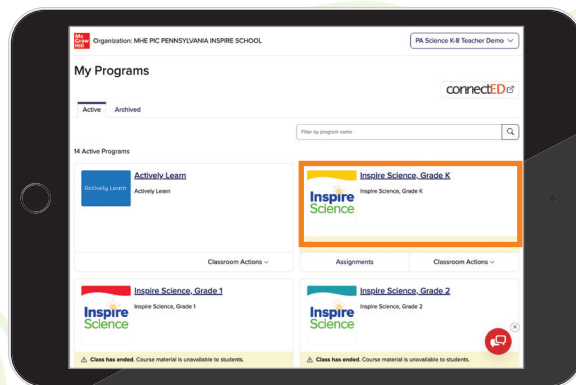 Mc
Graw
Hill
Organization: MHE PIC PENNSYLVANIA INSPIRE SCHOOL
PA Science K-8 Teacher Demo
My Programs
connectED
Active Archived
Filter by program name
14 Active Programs
Actively Learn
Actively Learn
Actively Learn
Classroom Actions
Inspire Science
Inspire Science, Grade K
Inspire Science, Grade K
Assignments Classroom Actions
Inspire Science
Inspire Science, Grade 1
Inspire Science, Grade 1
Class has ended. Course material is unavailable to students.
Inspire Science
Inspire Science, Grade 2
Inspire Science, Grade 2
Class has ended. Course material is unavailable to students.